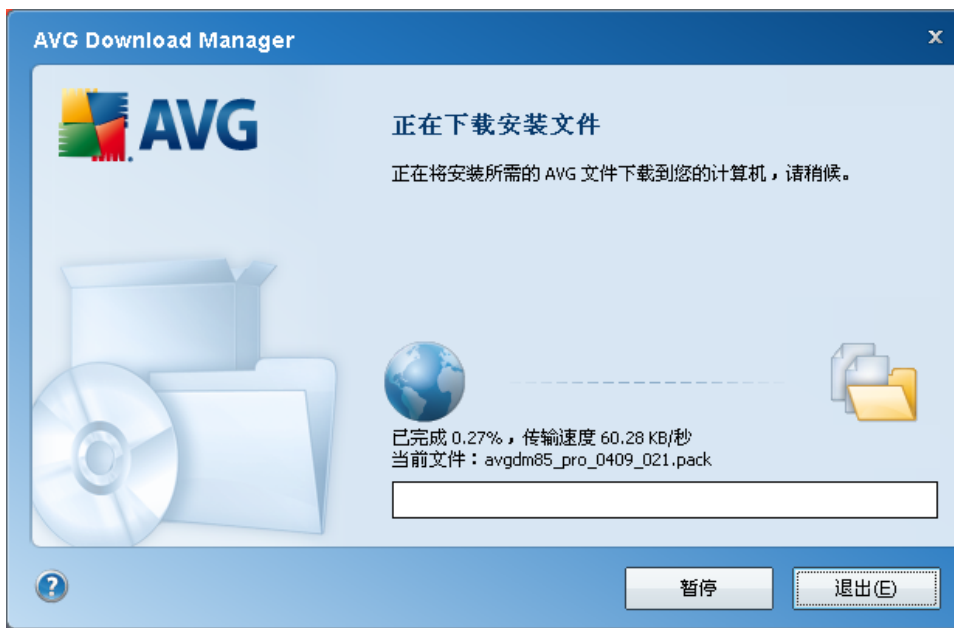 AVG Download Manager
x
AVG
正在下载安装文件
正在将安装所需的 AVG 文件下载到您的计算机，请稍候。
已完成 0.27%，传输速度 60.28 KB/秒
当前文件：avgdm85_pro_0409_021.pack
?
暂停
退出(E)